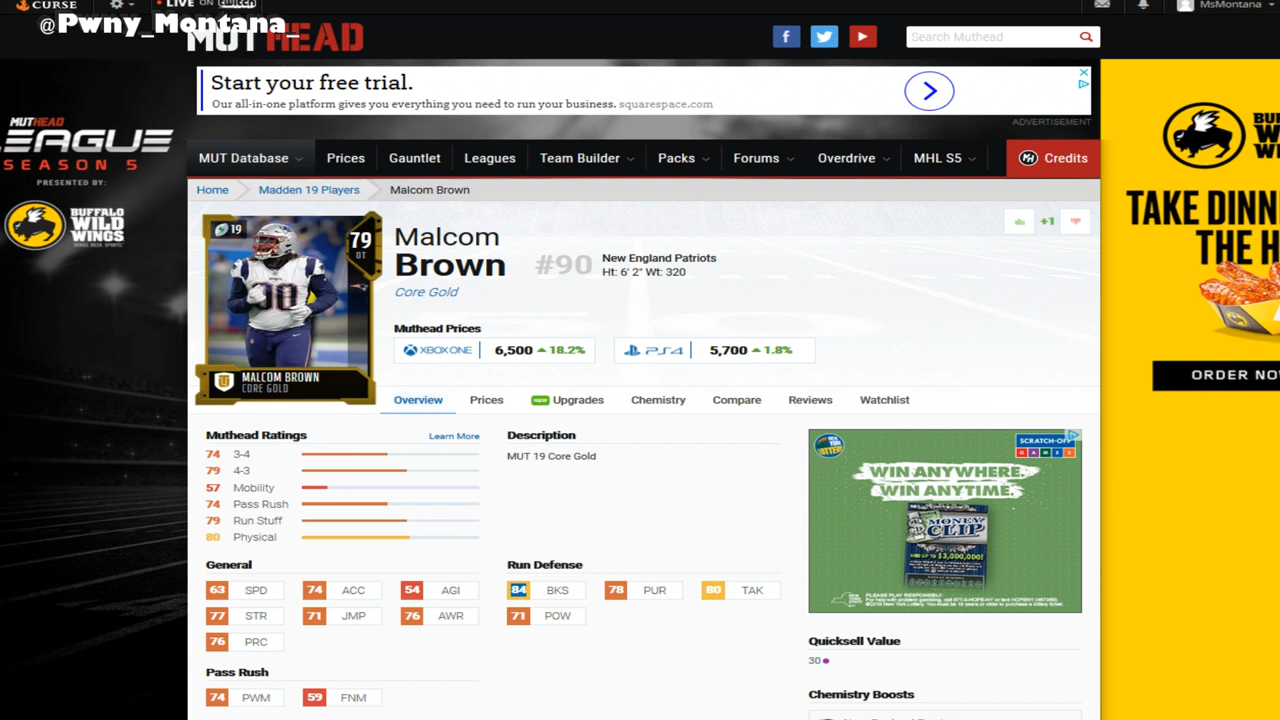 CURSE
LIVE ON twitch
MsMontana
@Pwny_Montana_
MUTHEAD
Search Muthead
Start your free trial.
Our all-in-one platform gives you everything you need to run your business. squarespace.com
ADVERTISEMENT
MUTHEAD
LEAGUE
SEASON 5
PRESENTED BY:
BUFFALO
WILD
WINGS
MUT Database
Prices
Gauntlet
Leagues
Team Builder
Packs
Forums
Overdrive
MHL S5
Credits
Home
Madden 19 Players
Malcom Brown
TAKE DINN
THE H
ORDER NO
19
79
DT
90
MALCOM BROWN
CORE GOLD
Malcom
Brown
#90
New England Patriots
Ht: 6' 2" Wt: 320
Core Gold
+1
Muthead Prices
XBOX ONE 6,500 18.2%
PS4 5,700 1.8%
Overview
Prices
NEW Upgrades
Chemistry
Compare
Reviews
Watchlist
Muthead Ratings
Learn More
74 3-4
79 4-3
57 Mobility
74 Pass Rush
79 Run Stuff
80 Physical
Description
MUT 19 Core Gold
General
63 SPD 74 ACC 54 AGI
77 STR 71 JMP 76 AWR
76 PRC
Run Defense
84 BKS 78 PUR 80 TAK
71 POW
Pass Rush
74 PWM 59 FNM
SCRATCH-OFF
GAMES
WIN ANYWHERE.
WIN ANYTIME.
MONEY
CLIP
PLEASE PLAY RESPONSIBLY.
Quicksell Value
30
Chemistry Boosts